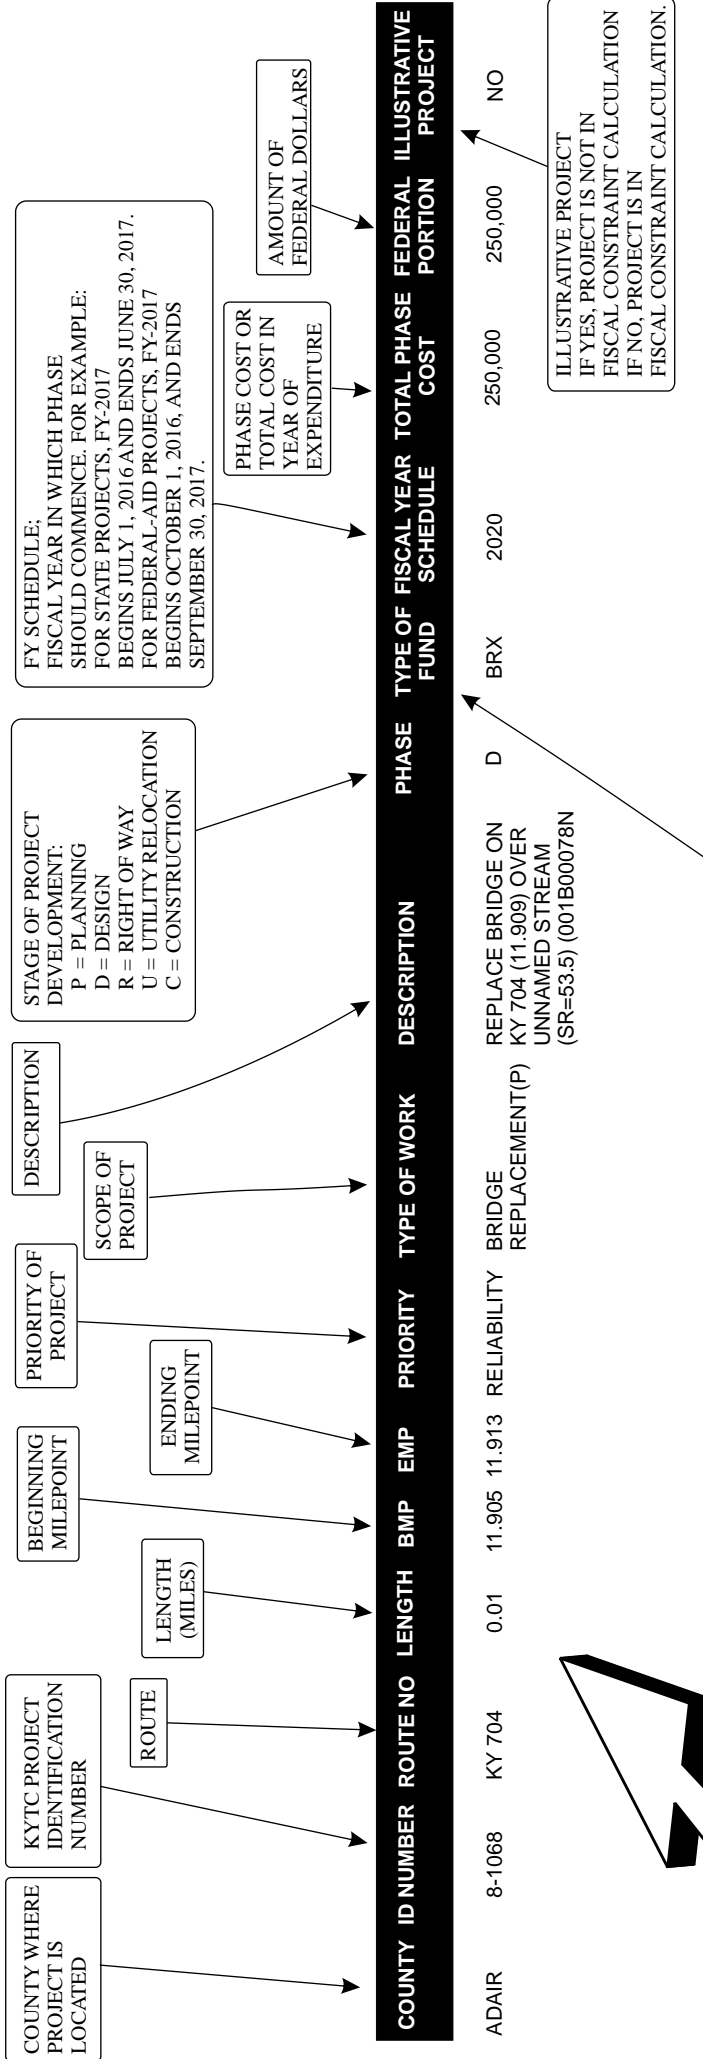 COUNTY WHERE
PROJECT IS
LOCATED
KYTC PROJECT
IDENTIFICATION
NUMBER
ROUTE
LENGTH
(MILES)
BEGINNING
MILEPOINT
ENDING
MILEPOINT
PRIORITY OF
PROJECT
SCOPE OF
PROJECT
DESCRIPTION
STAGE OF PROJECT
DEVELOPMENT:
P = PLANNING
D = DESIGN
R = RIGHT OF WAY
U = UTILITY RELOCATION
C = CONSTRUCTION
FY SCHEDULE;
FISCAL YEAR IN WHICH PHASE
SHOULD COMMENCE. FOR EXAMPLE:
FOR STATE PROJECTS, FY-2017
BEGINS JULY 1, 2016 AND ENDS JUNE 30, 2017.
FOR FEDERAL-AID PROJECTS, FY-2017
BEGINS OCTOBER 1, 2016, AND ENDS
SEPTEMBER 30, 2017.
PHASE COST OR
TOTAL COST IN
YEAR OF
EXPENDITURE
AMOUNT OF
FEDERAL DOLLARS
COUNTY ID NUMBER ROUTE NO LENGTH BMP EMP PRIORITY TYPE OF WORK DESCRIPTION PHASE TYPE OF FISCAL YEAR TOTAL PHASE FEDERAL ILLUSTRATIVE
FUND SCHEDULE COST PORTION PROJECT
ADAIR 8-1068 KY 704 0.01 11.905 11.913 RELIABILITY BRIDGE REPLACE BRIDGE ON D BRX 2020 250,000 250,000 NO
REPLACEMENT(P) KY 704 (11.909) OVER
UNNAMED STREAM
(SR=53.5) (001B00078N
ILLUSTRATIVE PROJECT
IF YES, PROJECT IS NOT IN
FISCAL CONSTRAINT CALCULATION
IF NO, PROJECT IS IN
FISCAL CONSTRAINT CALCULATION.